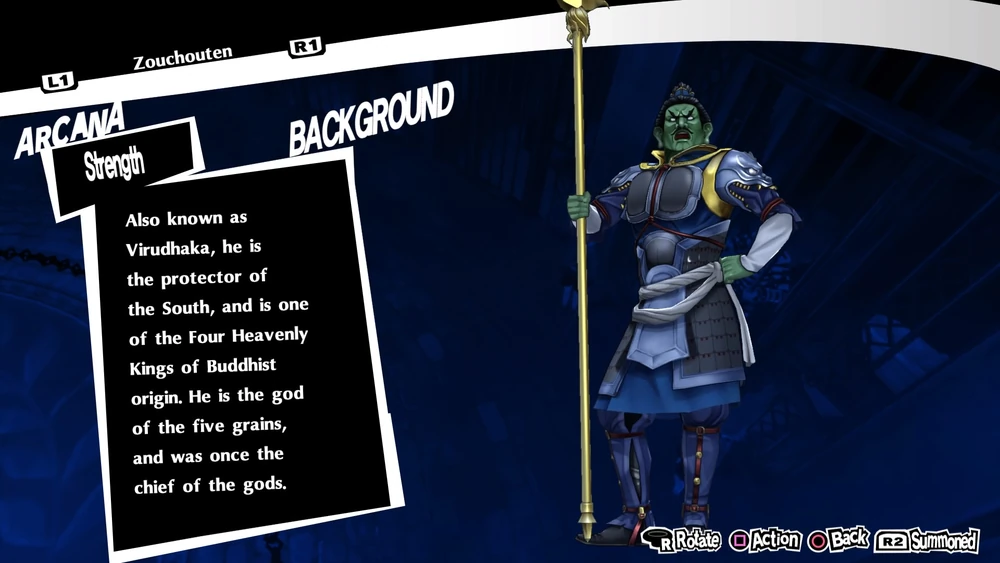 L1 Zouchouten R1
ARCANA
Strength
BACKGROUND
Also known as
Virudhaka, he is
the protector of
the South, and is one
of the Four Heavenly
Kings of Buddhist
origin. He is the god
of the five grains,
and was once the
chief of the gods.
R Rotate Action Back R2 Summoned